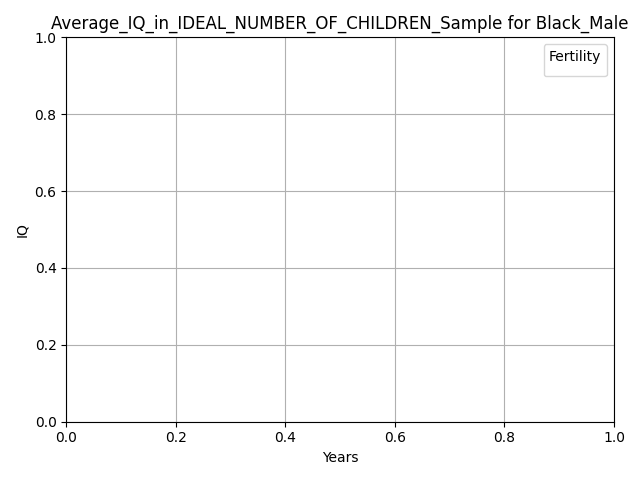 Average_IQ_in_IDEAL_NUMBER_OF_CHILDREN_Sample for Black_Male
Fertility
1.0
0.8
0.6
0.4
0.2
0.0
IQ
0.0 0.2 0.4 0.6 0.8 1.0
Years